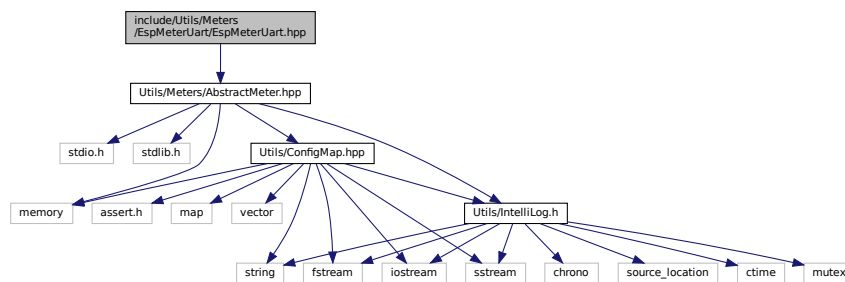 include/Utils/Meters
/EspMeterUart/EspMeterUart.hpp
Utils/Meters/AbstractMeter.hpp
stdio.h
stdlib.h
Utils/ConfigMap.hpp
memory
assert.h
map
vector
Utils/IntelliLog.h
string
fstream
iostream
sstream
chrono
source_location
ctime
mutex